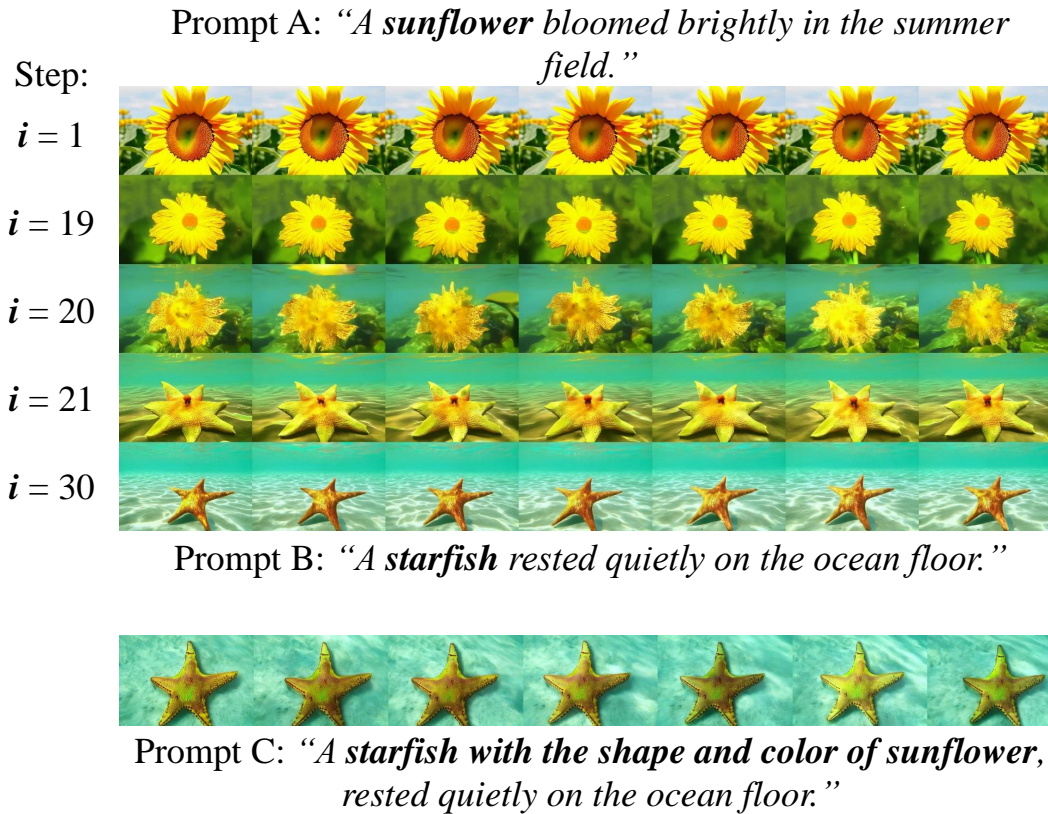 Prompt A: “A sunflower bloomed brightly in the summer
field.”
Step:
i = 1
i = 19
i = 20
i = 21
i = 30
Prompt B: “A starfish rested quietly on the ocean floor.”
Prompt C: “A starfish with the shape and color of sunflower,
rested quietly on the ocean floor.”